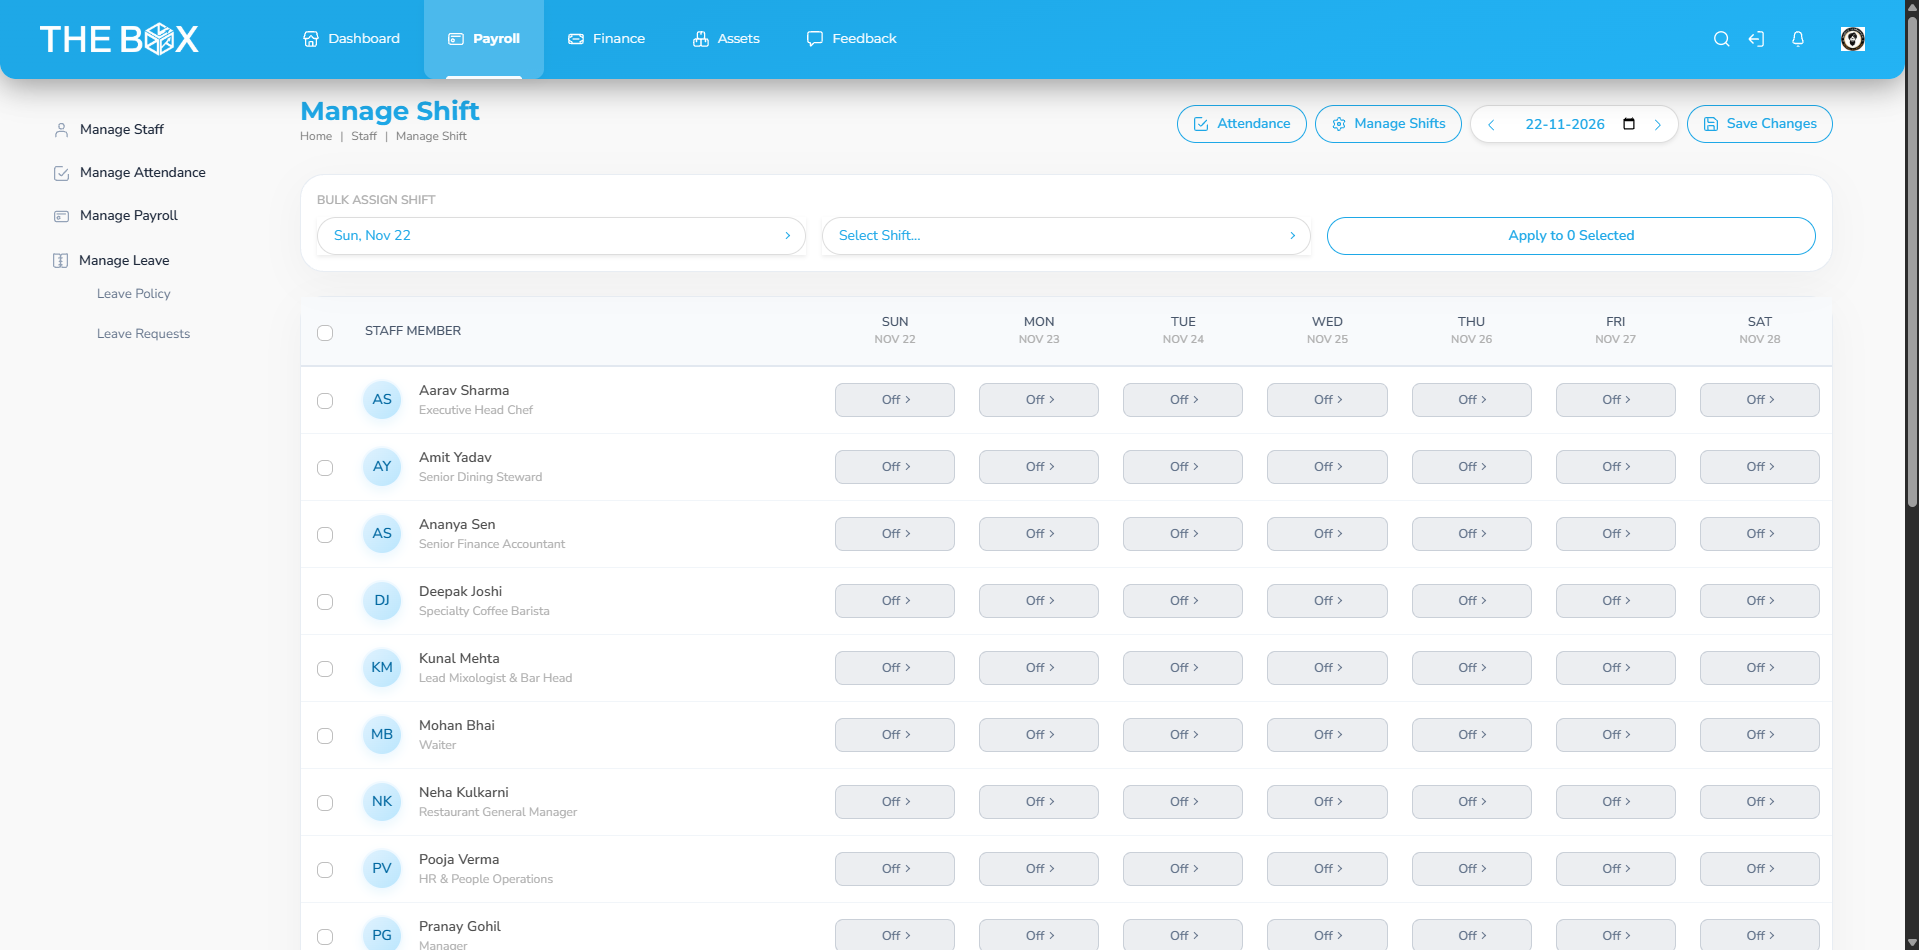 THE BOX
Dashboard
Payroll
Finance
Assets
Feedback
Manage Staff
Manage Attendance
Manage Payroll
Manage Leave
Leave Policy
Leave Requests
Manage Shift
Home | Staff | Manage Shift
Attendance
Manage Shifts
22-11-2026
Save Changes
BULK ASSIGN SHIFT
Sun, Nov 22
Select Shift...
Apply to 0 Selected
STAFF MEMBER
SUN
NOV 22
MON
NOV 23
TUE
NOV 24
WED
NOV 25
THU
NOV 26
FRI
NOV 27
SAT
NOV 28
AS
Aarav Sharma
Executive Head Chef
Off Off Off Off Off Off Off
AY
Amit Yadav
Senior Dining Steward
Off Off Off Off Off Off Off
AS
Ananya Sen
Senior Finance Accountant
Off Off Off Off Off Off Off
DJ
Deepak Joshi
Specialty Coffee Barista
Off Off Off Off Off Off Off
KM
Kunal Mehta
Lead Mixologist & Bar Head
Off Off Off Off Off Off Off
MB
Mohan Bhai
Waiter
Off Off Off Off Off Off Off
NK
Neha Kulkarni
Restaurant General Manager
Off Off Off Off Off Off Off
PV
Pooja Verma
HR & People Operations
Off Off Off Off Off Off Off
PG
Pranay Gohil
Manager
Off Off Off Off Off Off Off